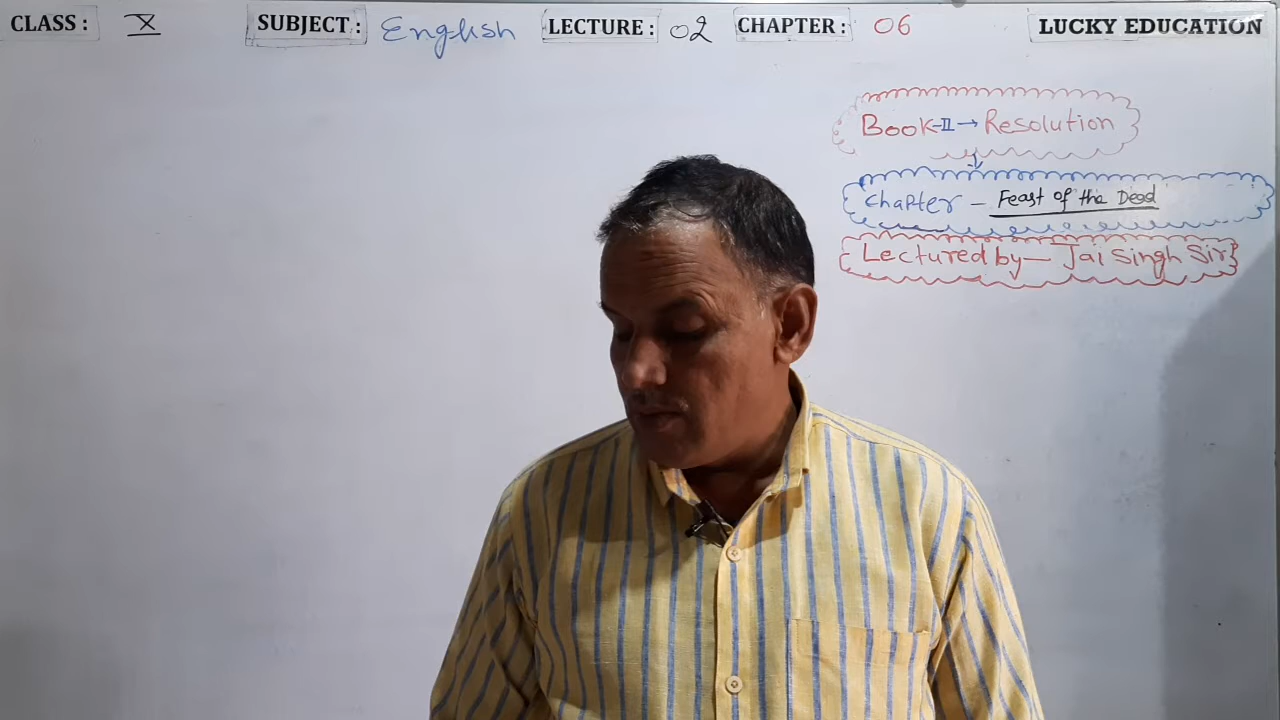 CLASS : X SUBJECT : English LECTURE : 02 CHAPTER : 06 LUCKY EDUCATION
Book-II → Resolution
Chapter - Feast of the Dead
Lectured by - Jai Singh Sir